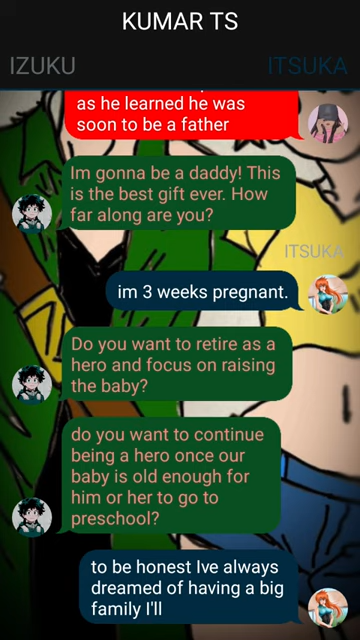 KUMAR TS
IZUKU
ITSUKA
as he learned he was
soon to be a father
Im gonna be a daddy! This
is the best gift ever. How
far along are you?
ITSUKA
im 3 weeks pregnant.
Do you want to retire as a
hero and focus on raising
the baby?
do you want to continue
being a hero once our
baby is old enough for
him or her to go to
preschool?
to be honest Ive always
dreamed of having a big
family I'll